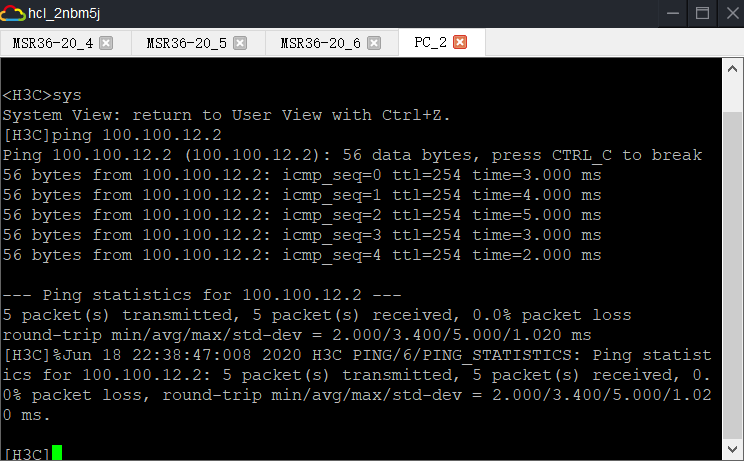 hcl_2nbm5j
MSR36-20_4 MSR36-20_5 MSR36-20_6 PC_2
<H3C>sys
System View: return to User View with Ctrl+Z.
[H3C]ping 100.100.12.2
Ping 100.100.12.2 (100.100.12.2): 56 data bytes, press CTRL_C to break
56 bytes from 100.100.12.2: icmp_seq=0 ttl=254 time=3.000 ms
56 bytes from 100.100.12.2: icmp_seq=1 ttl=254 time=4.000 ms
56 bytes from 100.100.12.2: icmp_seq=2 ttl=254 time=5.000 ms
56 bytes from 100.100.12.2: icmp_seq=3 ttl=254 time=3.000 ms
56 bytes from 100.100.12.2: icmp_seq=4 ttl=254 time=2.000 ms
--- Ping statistics for 100.100.12.2 ---
5 packet(s) transmitted, 5 packet(s) received, 0.0% packet loss
round-trip min/avg/max/std-dev = 2.000/3.400/5.000/1.020 ms
[H3C]%Jun 18 22:38:47:008 2020 H3C PING/6/PING_STATISTICS: Ping statist
ics for 100.100.12.2: 5 packet(s) transmitted, 5 packet(s) received, 0.
0% packet loss, round-trip min/avg/max/std-dev = 2.000/3.400/5.000/1.02
0 ms.
[H3C]